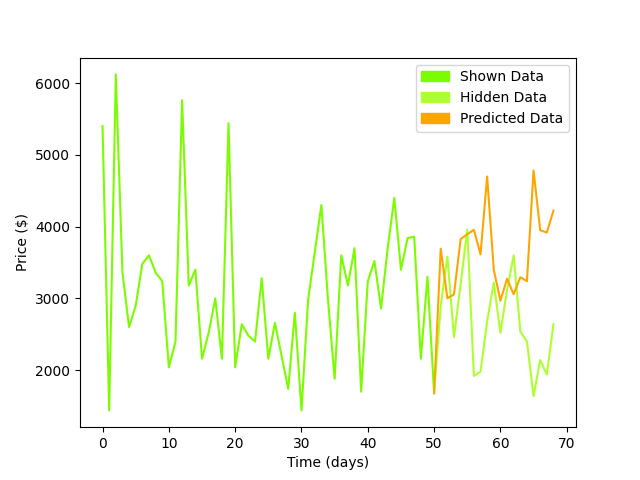 Shown Data
Hidden Data
Predicted Data
6000
5000
4000
3000
2000
Price ($)
0 10 20 30 40 50 60 70
Time (days)